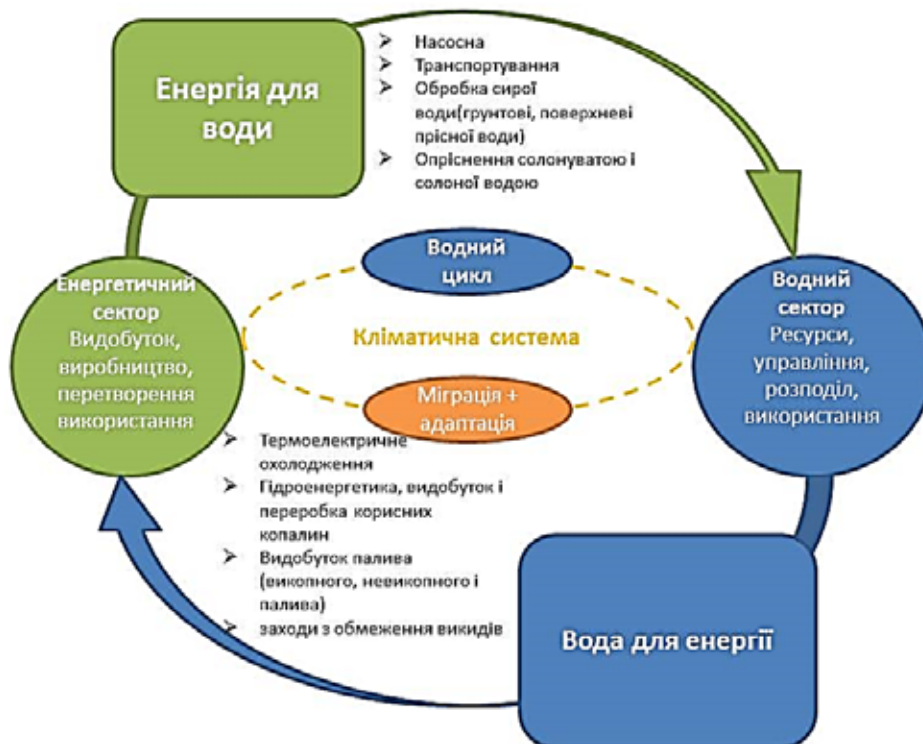 Енергія для
води
Насосна
Транспортування
Обробка сирої
води(грунтові, поверхневі
прісної води)
Опріснення солонуватою і
солоної водою
Водний
цикл
Кліматична система
Міграція +
адаптація
Енергетичний
сектор
Видобуток,
виробництво,
перетворення
використання
Водний
сектор
Ресурси,
управління,
розподіл,
використання
Термоелектричне
охолодження
Гідроенергетика, видобуток і
переробка корисних
копалин
Видобуток палива
(викопного, невикопного і
палива)
заходи з обмеження викидів
Вода для енергії